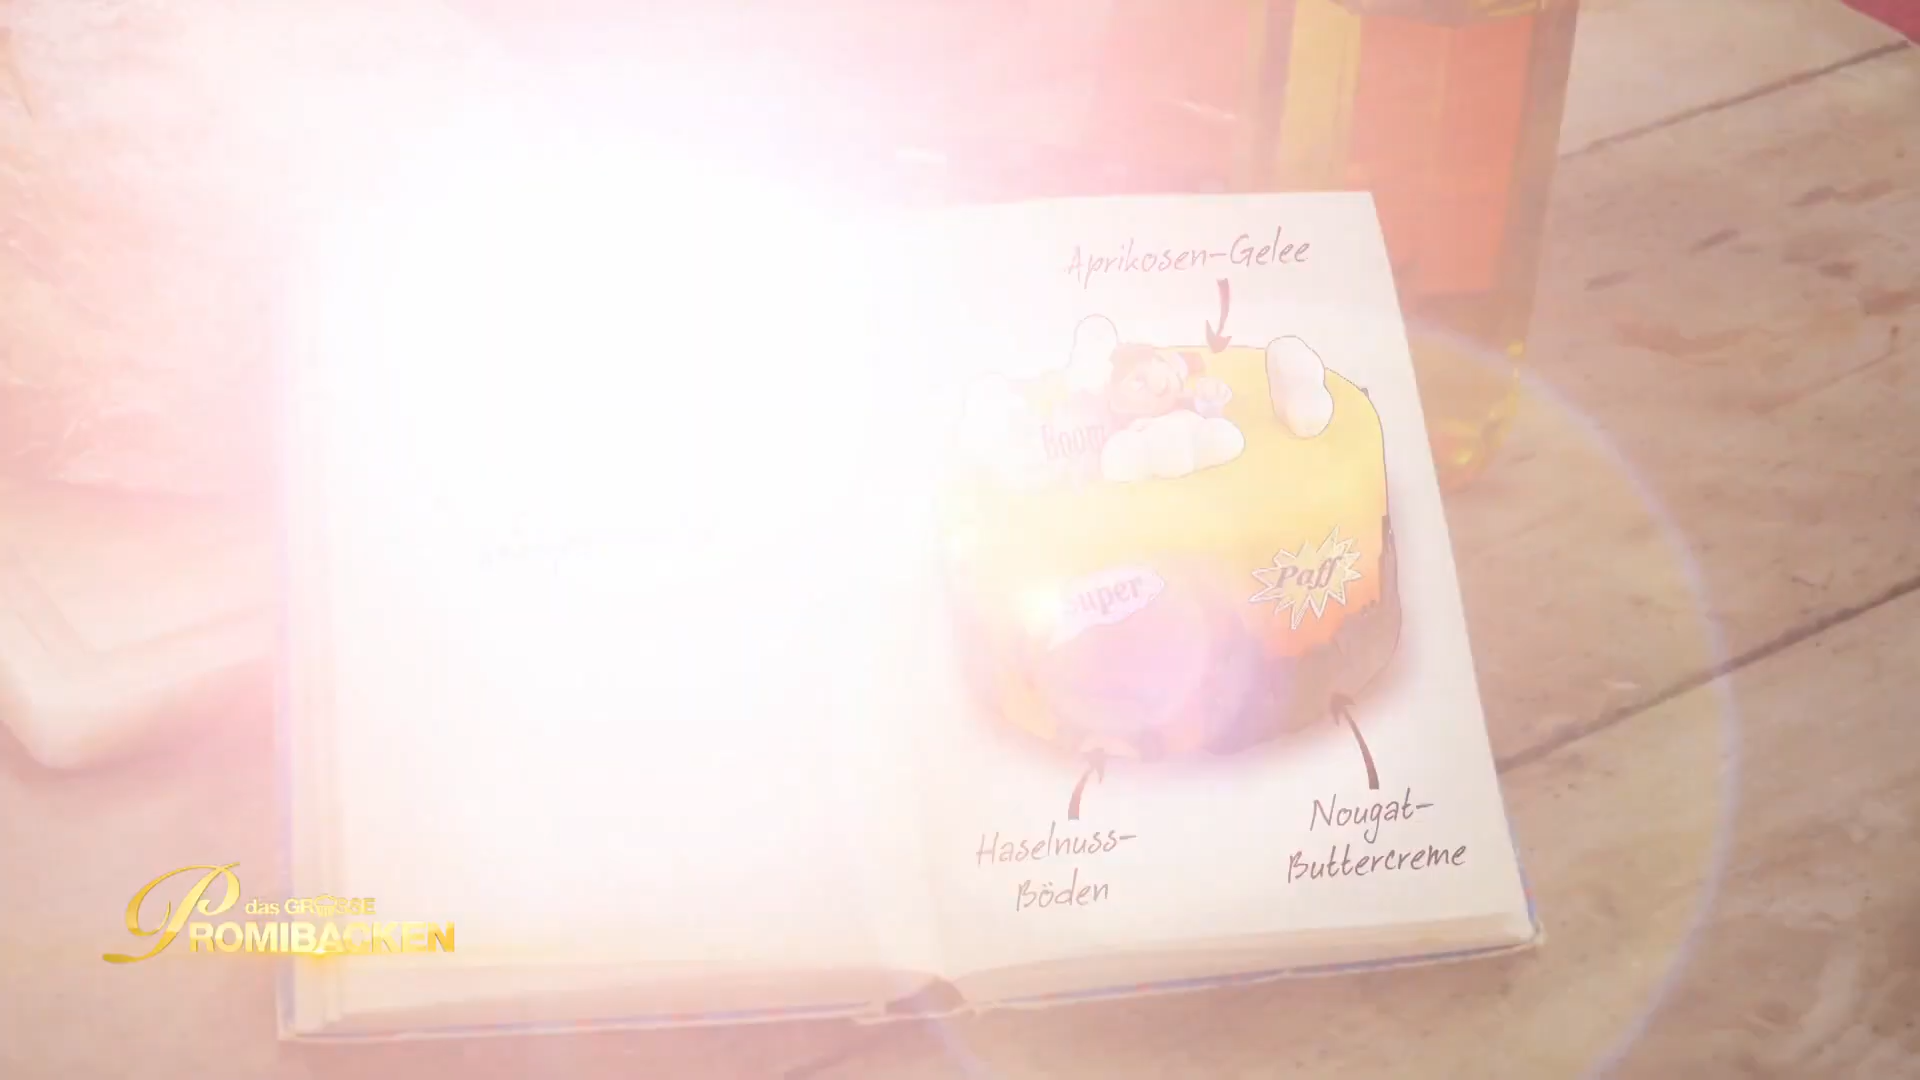 Aprikosen-Gelee
Boom
Super
Paff
Haselnuss-
Böden
Nougat-
Buttercreme
das GROSSE
PROMIBACKEN